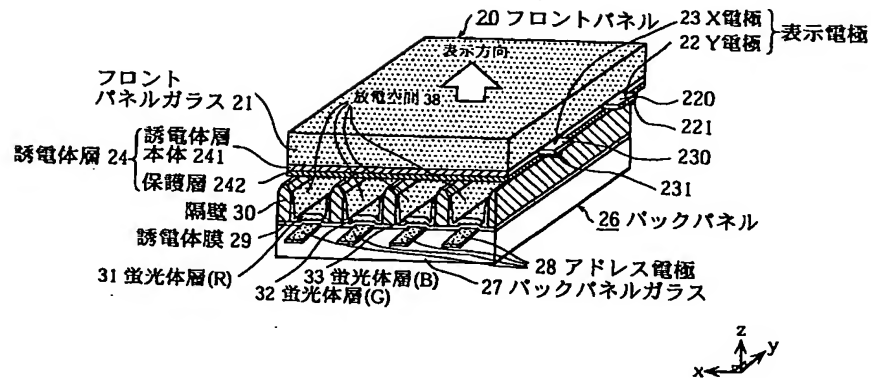 20 フロントパネル
23 X電極
22 Y電極
表示電極
表示方向
フロント
パネルガラス 21
放電空間 38
220
221
誘電体層 24
誘電体層
本体 241
保護層 242
230
231
隔壁 30
26 バックパネル
誘電体膜 29
31 蛍光体層(R)
33 蛍光体層(B)
32 蛍光体層(G)
28 アドレス電極
27 バックパネルガラス
z
y
x